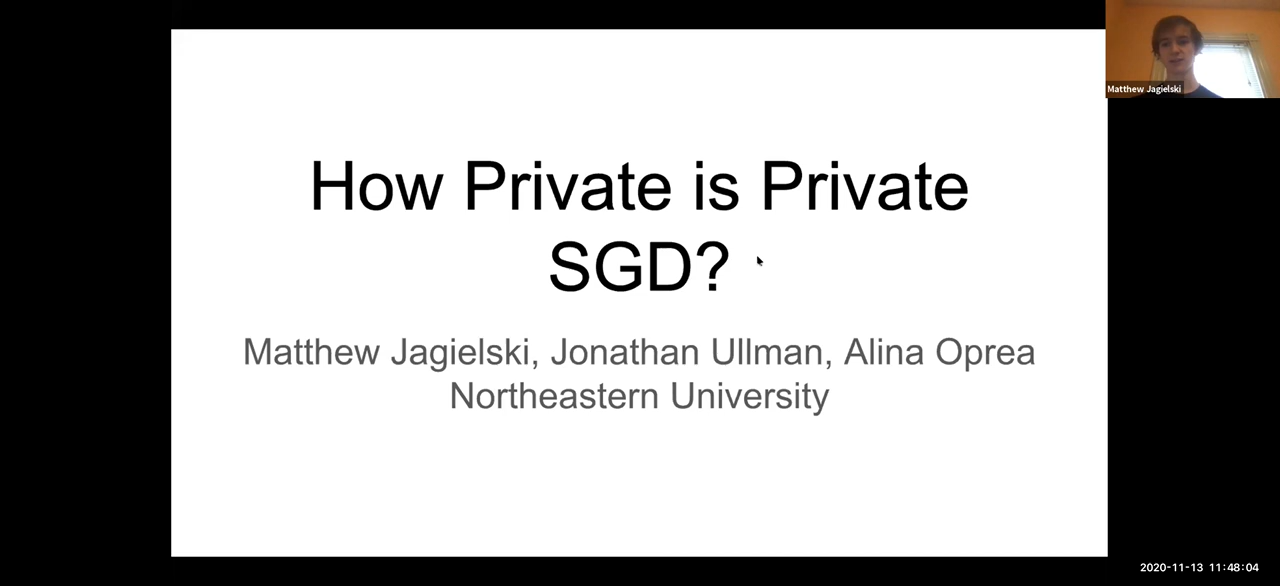 How Private is Private
SGD?
Matthew Jagielski, Jonathan Ullman, Alina Oprea
Northeastern University
Matthew Jagielski
2020-11-13 11:48:04